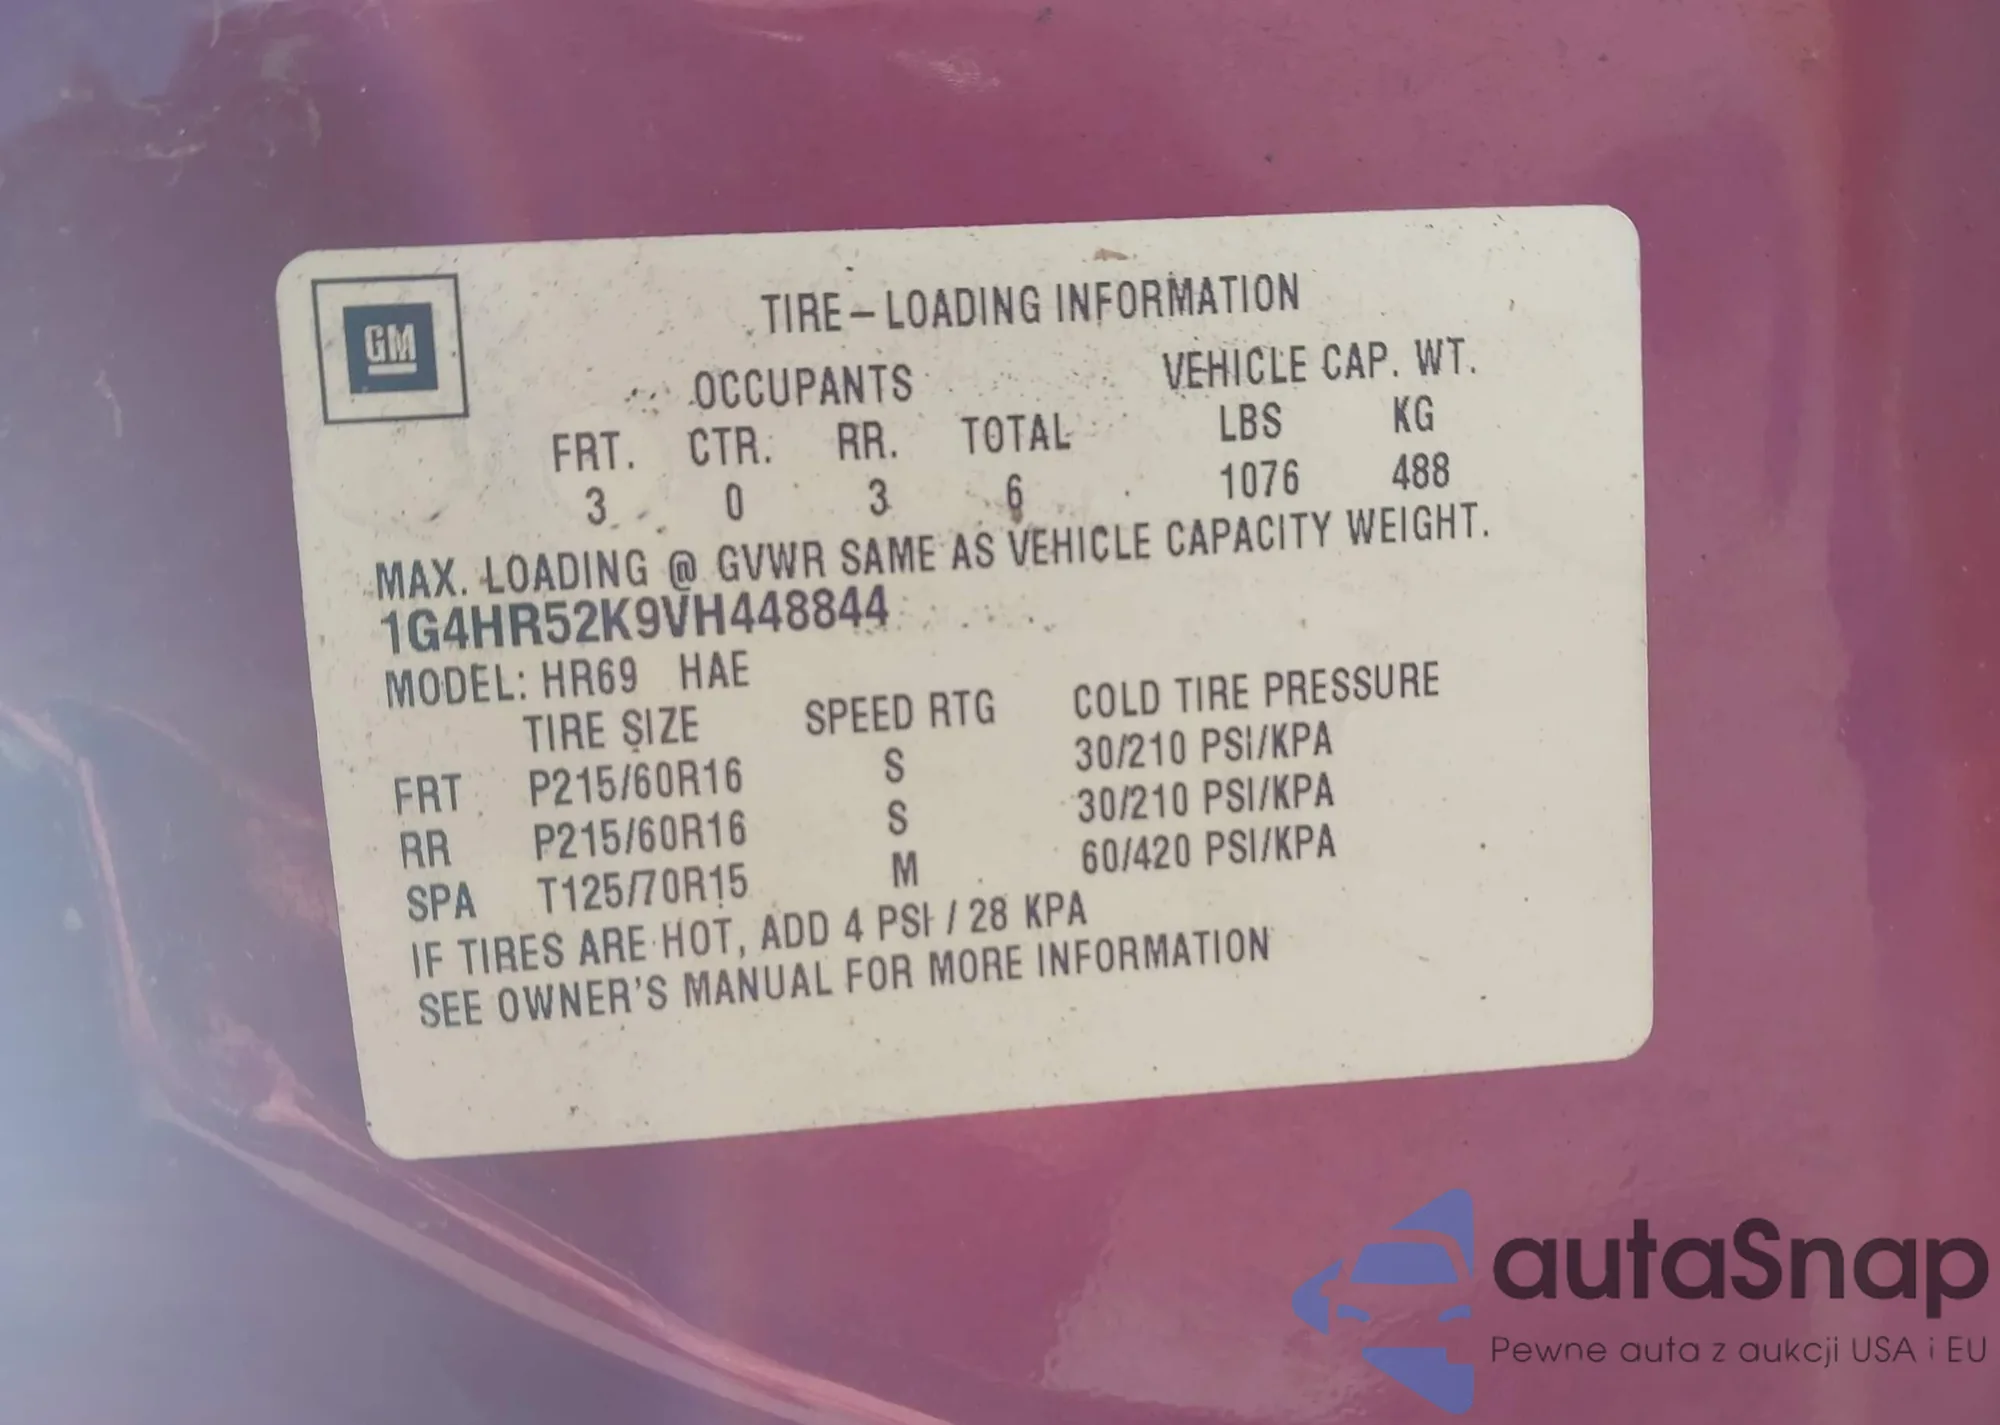 GM
TIRE – LOADING INFORMATION
OCCUPANTS VEHICLE CAP. WT.
FRT. CTR. RR. TOTAL LBS KG
3 0 3 6 1076 488
MAX. LOADING @ GVWR SAME AS VEHICLE CAPACITY WEIGHT.
1G4HR52K9VH448844
MODEL: HR69 HAE
TIRE SIZE SPEED RTG COLD TIRE PRESSURE
FRT P215/60R16 S 30/210 PSI/KPA
RR P215/60R16 S 30/210 PSI/KPA
SPA T125/70R15 M 60/420 PSI/KPA
IF TIRES ARE HOT, ADD 4 PSI / 28 KPA
SEE OWNER'S MANUAL FOR MORE INFORMATION
autaSnap
Pewne auta z aukcji USA i EU